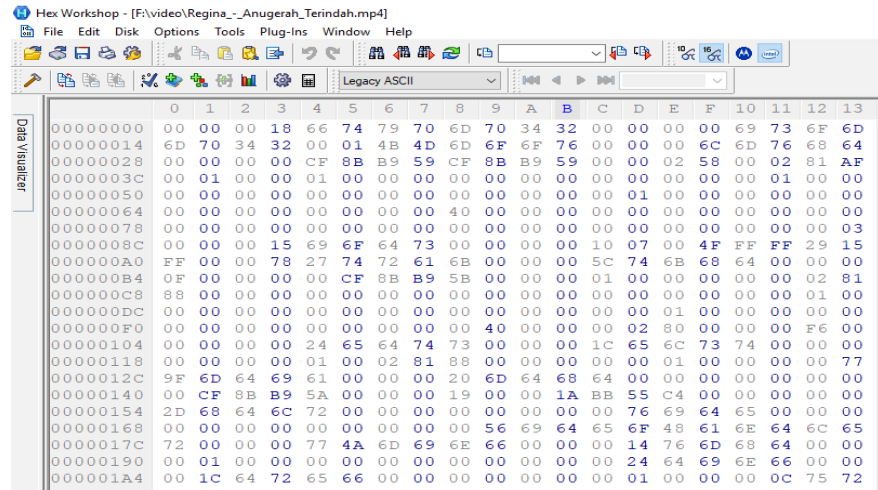 Hex Workshop - [F:\video\Regina_-_Anugerah_Terindah.mp4]
File Edit Disk Options Tools Plug-Ins Window Help
10 16 intel
Legacy ASCII
Data Visualizer
0 1 2 3 4 5 6 7 8 9 A B C D E F 10 11 12 13
00000000 00 00 00 18 66 74 79 70 6D 70 34 32 00 00 00 00 69 73 6F 6D
00000014 6D 70 34 32 00 01 4B 4D 6D 6F 6F 76 00 00 00 6C 6D 76 68 64
00000028 00 00 00 00 CF 8B B9 59 CF 8B B9 59 00 00 02 58 00 02 81 AF
0000003C 00 01 00 00 01 00 00 00 00 00 00 00 00 00 00 00 00 01 00 00
00000050 00 00 00 00 00 00 00 00 00 00 00 00 00 01 00 00 00 00 00 00
00000064 00 00 00 00 00 00 00 00 40 00 00 00 00 00 00 00 00 00 00 00
00000078 00 00 00 00 00 00 00 00 00 00 00 00 00 00 00 00 00 00 00 03
0000008C 00 00 00 15 69 6F 64 73 00 00 00 00 10 07 00 4F FF FF 29 15
000000A0 FF 00 00 78 27 74 72 61 6B 00 00 00 5C 74 6B 68 64 00 00 00
000000B4 0F 00 00 00 00 CF 8B B9 5B 00 00 00 01 00 00 00 00 00 02 81
000000C8 88 00 00 00 00 00 00 00 00 00 00 00 00 00 00 00 00 00 01 00
000000DC 00 00 00 00 00 00 00 00 00 00 00 00 00 00 01 00 00 00 00 00
000000F0 00 00 00 00 00 00 00 00 00 40 00 00 00 02 80 00 00 00 F6 00
00000104 00 00 00 00 24 65 64 74 73 00 00 00 1C 65 6C 73 74 00 00 00
00000118 00 00 00 00 01 00 02 81 88 00 00 00 00 00 01 00 00 00 00 77
0000012C 9F 6D 64 69 61 00 00 00 20 6D 64 68 64 00 00 00 00 00 00 00
00000140 00 CF 8B B9 5A 00 00 00 19 00 00 1A BB 55 C4 00 00 00 00 00
00000154 2D 68 64 6C 72 00 00 00 00 00 00 00 00 76 69 64 65 00 00 00
00000168 00 00 00 00 00 00 00 00 00 56 69 64 65 6F 48 61 6E 64 6C 65
0000017C 72 00 00 00 77 4A 6D 69 6E 66 00 00 00 14 76 6D 68 64 00 00
00000190 00 01 00 00 00 00 00 00 00 00 00 00 00 24 64 69 6E 66 00 00
000001A4 00 1C 64 72 65 66 00 00 00 00 00 00 00 01 00 00 00 0C 75 72